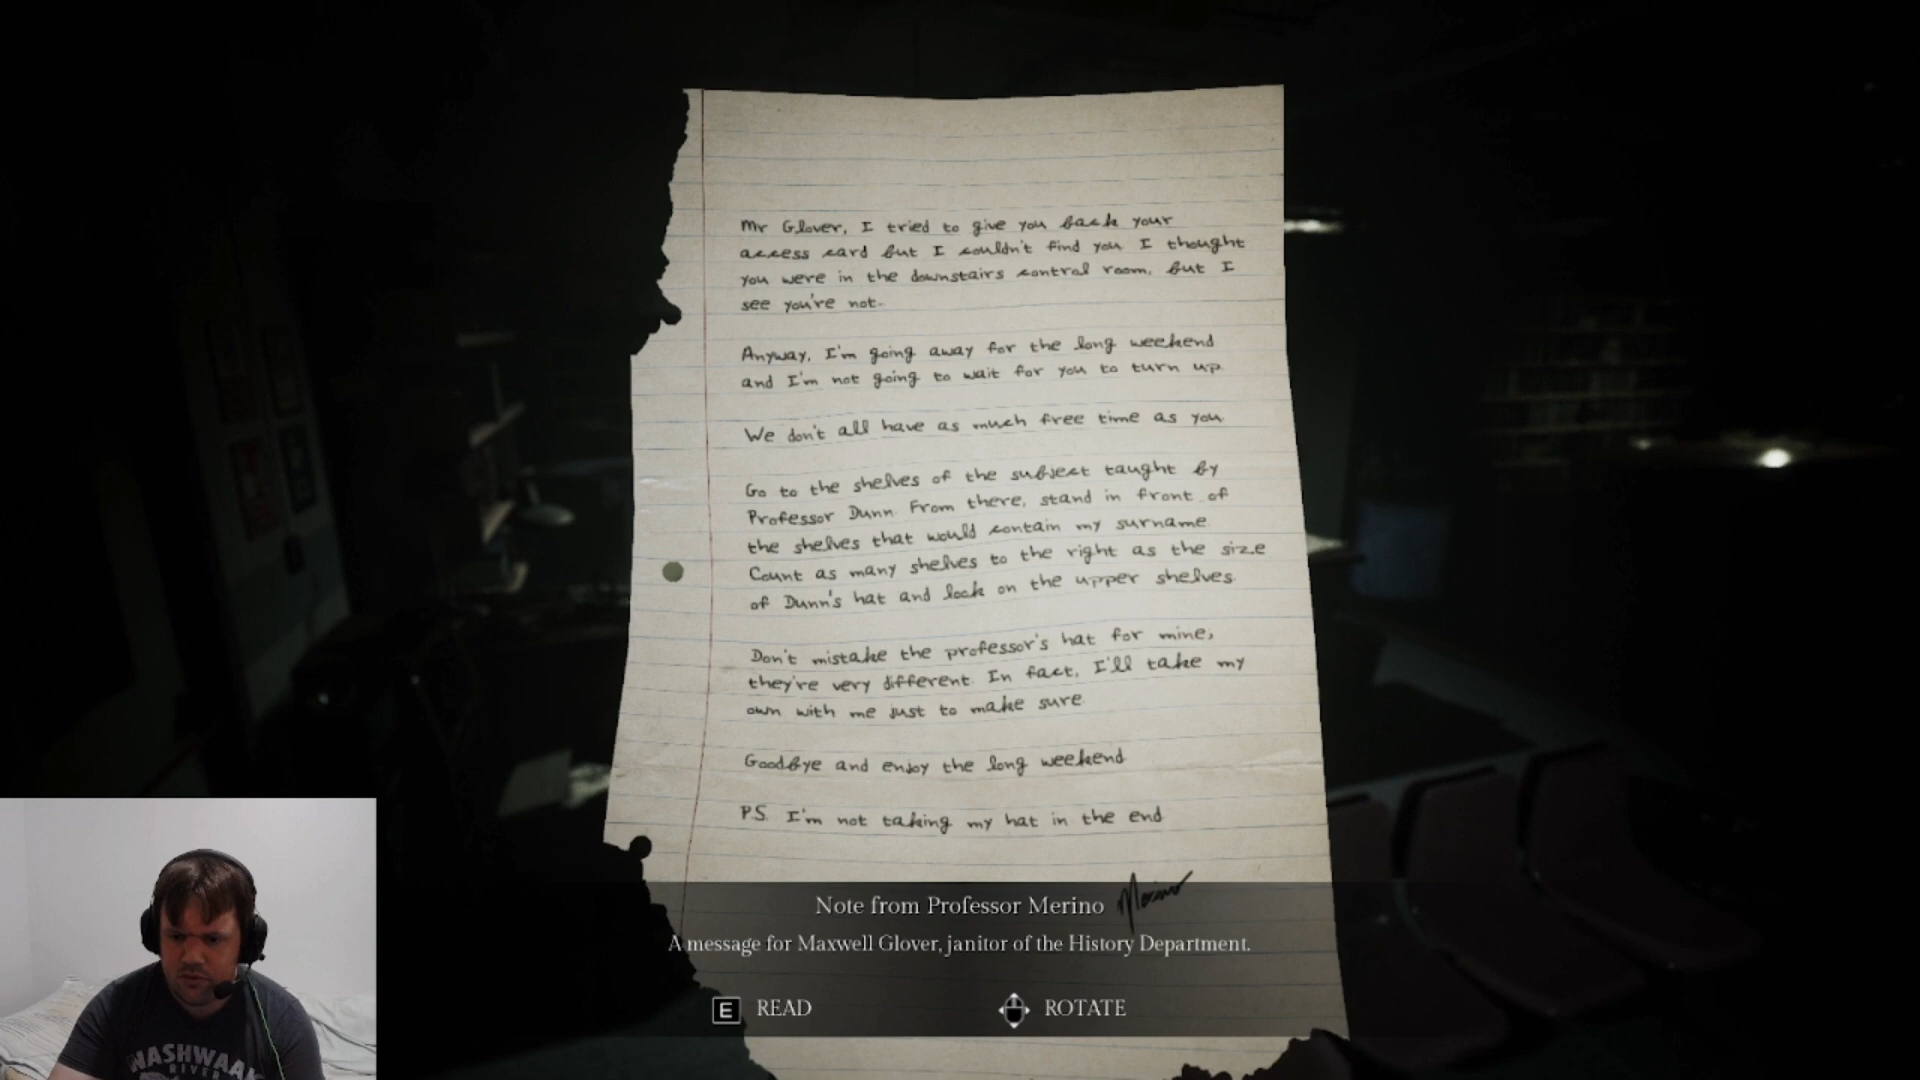 Mr Glover, I tried to give you back your
access card but I couldn't find you I thought
you were in the downstairs control room, but I
see you're not.
Anyway, I'm going away for the long weekend
and I'm not going to wait for you to turn up.
We don't all have as much free time as you.
Go to the shelves of the subject taught by
Professor Dunn. From there, stand in front of
the shelves that would contain my surname.
Count as many shelves to the right as the size
of Dunn's hat and look on the upper shelves.
Don't mistake the professor's hat for mine,
they're very different. In fact, I'll take my
own with me just to make sure.
Goodbye and enjoy the long weekend
P.S. I'm not taking my hat in the end
Merino
Note from Professor Merino
A message for Maxwell Glover, janitor of the History Department.
E READ
ROTATE
NASHWAAK
RIVER